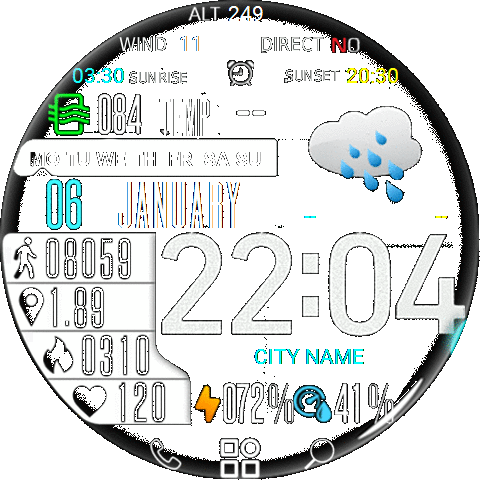 ALT 249
WIND 11 DIRECT NO
03:30 SUNRISE SUNSET 20:30
084 TEMP: --
MO TU WE TH FR SA SU
06 JANUARY - -
08059
22:04
1.89
CITY NAME
0310
120 072% 41%